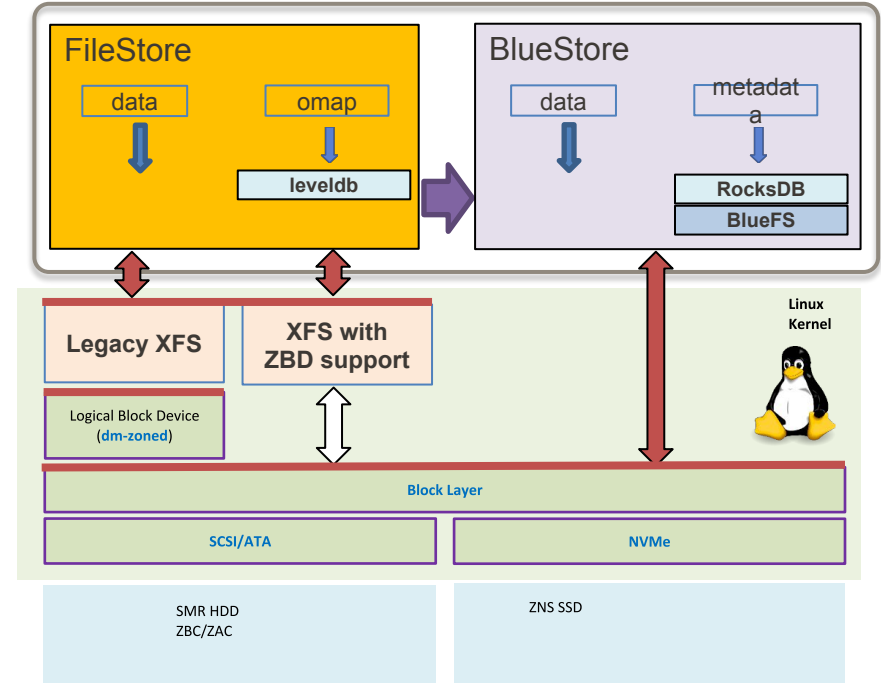 FileStore
data
omap
leveldb
BlueStore
data
metadat
a
RocksDB
BlueFS
Linux
Kernel
Legacy XFS
XFS with
ZBD support
Logical Block Device
(dm-zoned)
Block Layer
SCSI/ATA
NVMe
SMR HDD
ZBC/ZAC
ZNS SSD